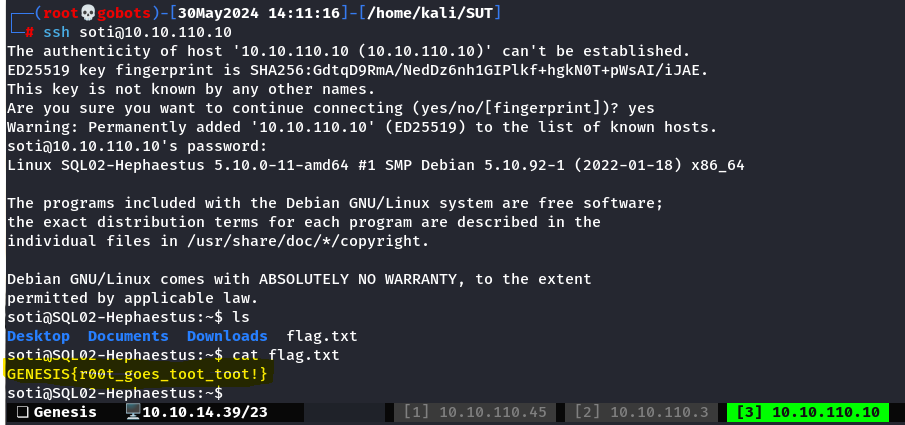 (root💀gobots)-[30May2024 14:11:16]-[/home/kali/SUT]
# ssh soti@10.10.110.10
The authenticity of host '10.10.110.10 (10.10.110.10)' can't be established.
ED25519 key fingerprint is SHA256:GdtqD9RmA/NedDz6nh1GIPlkf+hgkN0T+pWsAI/iJAE.
This key is not known by any other names.
Are you sure you want to continue connecting (yes/no/[fingerprint])? yes
Warning: Permanently added '10.10.110.10' (ED25519) to the list of known hosts.
soti@10.10.110.10's password:
Linux SQL02-Hephaestus 5.10.0-11-amd64 #1 SMP Debian 5.10.92-1 (2022-01-18) x86_64
The programs included with the Debian GNU/Linux system are free software;
the exact distribution terms for each program are described in the
individual files in /usr/share/doc/*/copyright.
Debian GNU/Linux comes with ABSOLUTELY NO WARRANTY, to the extent
permitted by applicable law.
soti@SQL02-Hephaestus:~$ ls
Desktop Documents Downloads flag.txt
soti@SQL02-Hephaestus:~$ cat flag.txt
GENESIS{r00t_goes_toot_toot!}
soti@SQL02-Hephaestus:~$
❏ Genesis 🖥️10.10.14.39/23 [1] 10.10.110.45 [2] 10.10.110.3 [3] 10.10.110.10